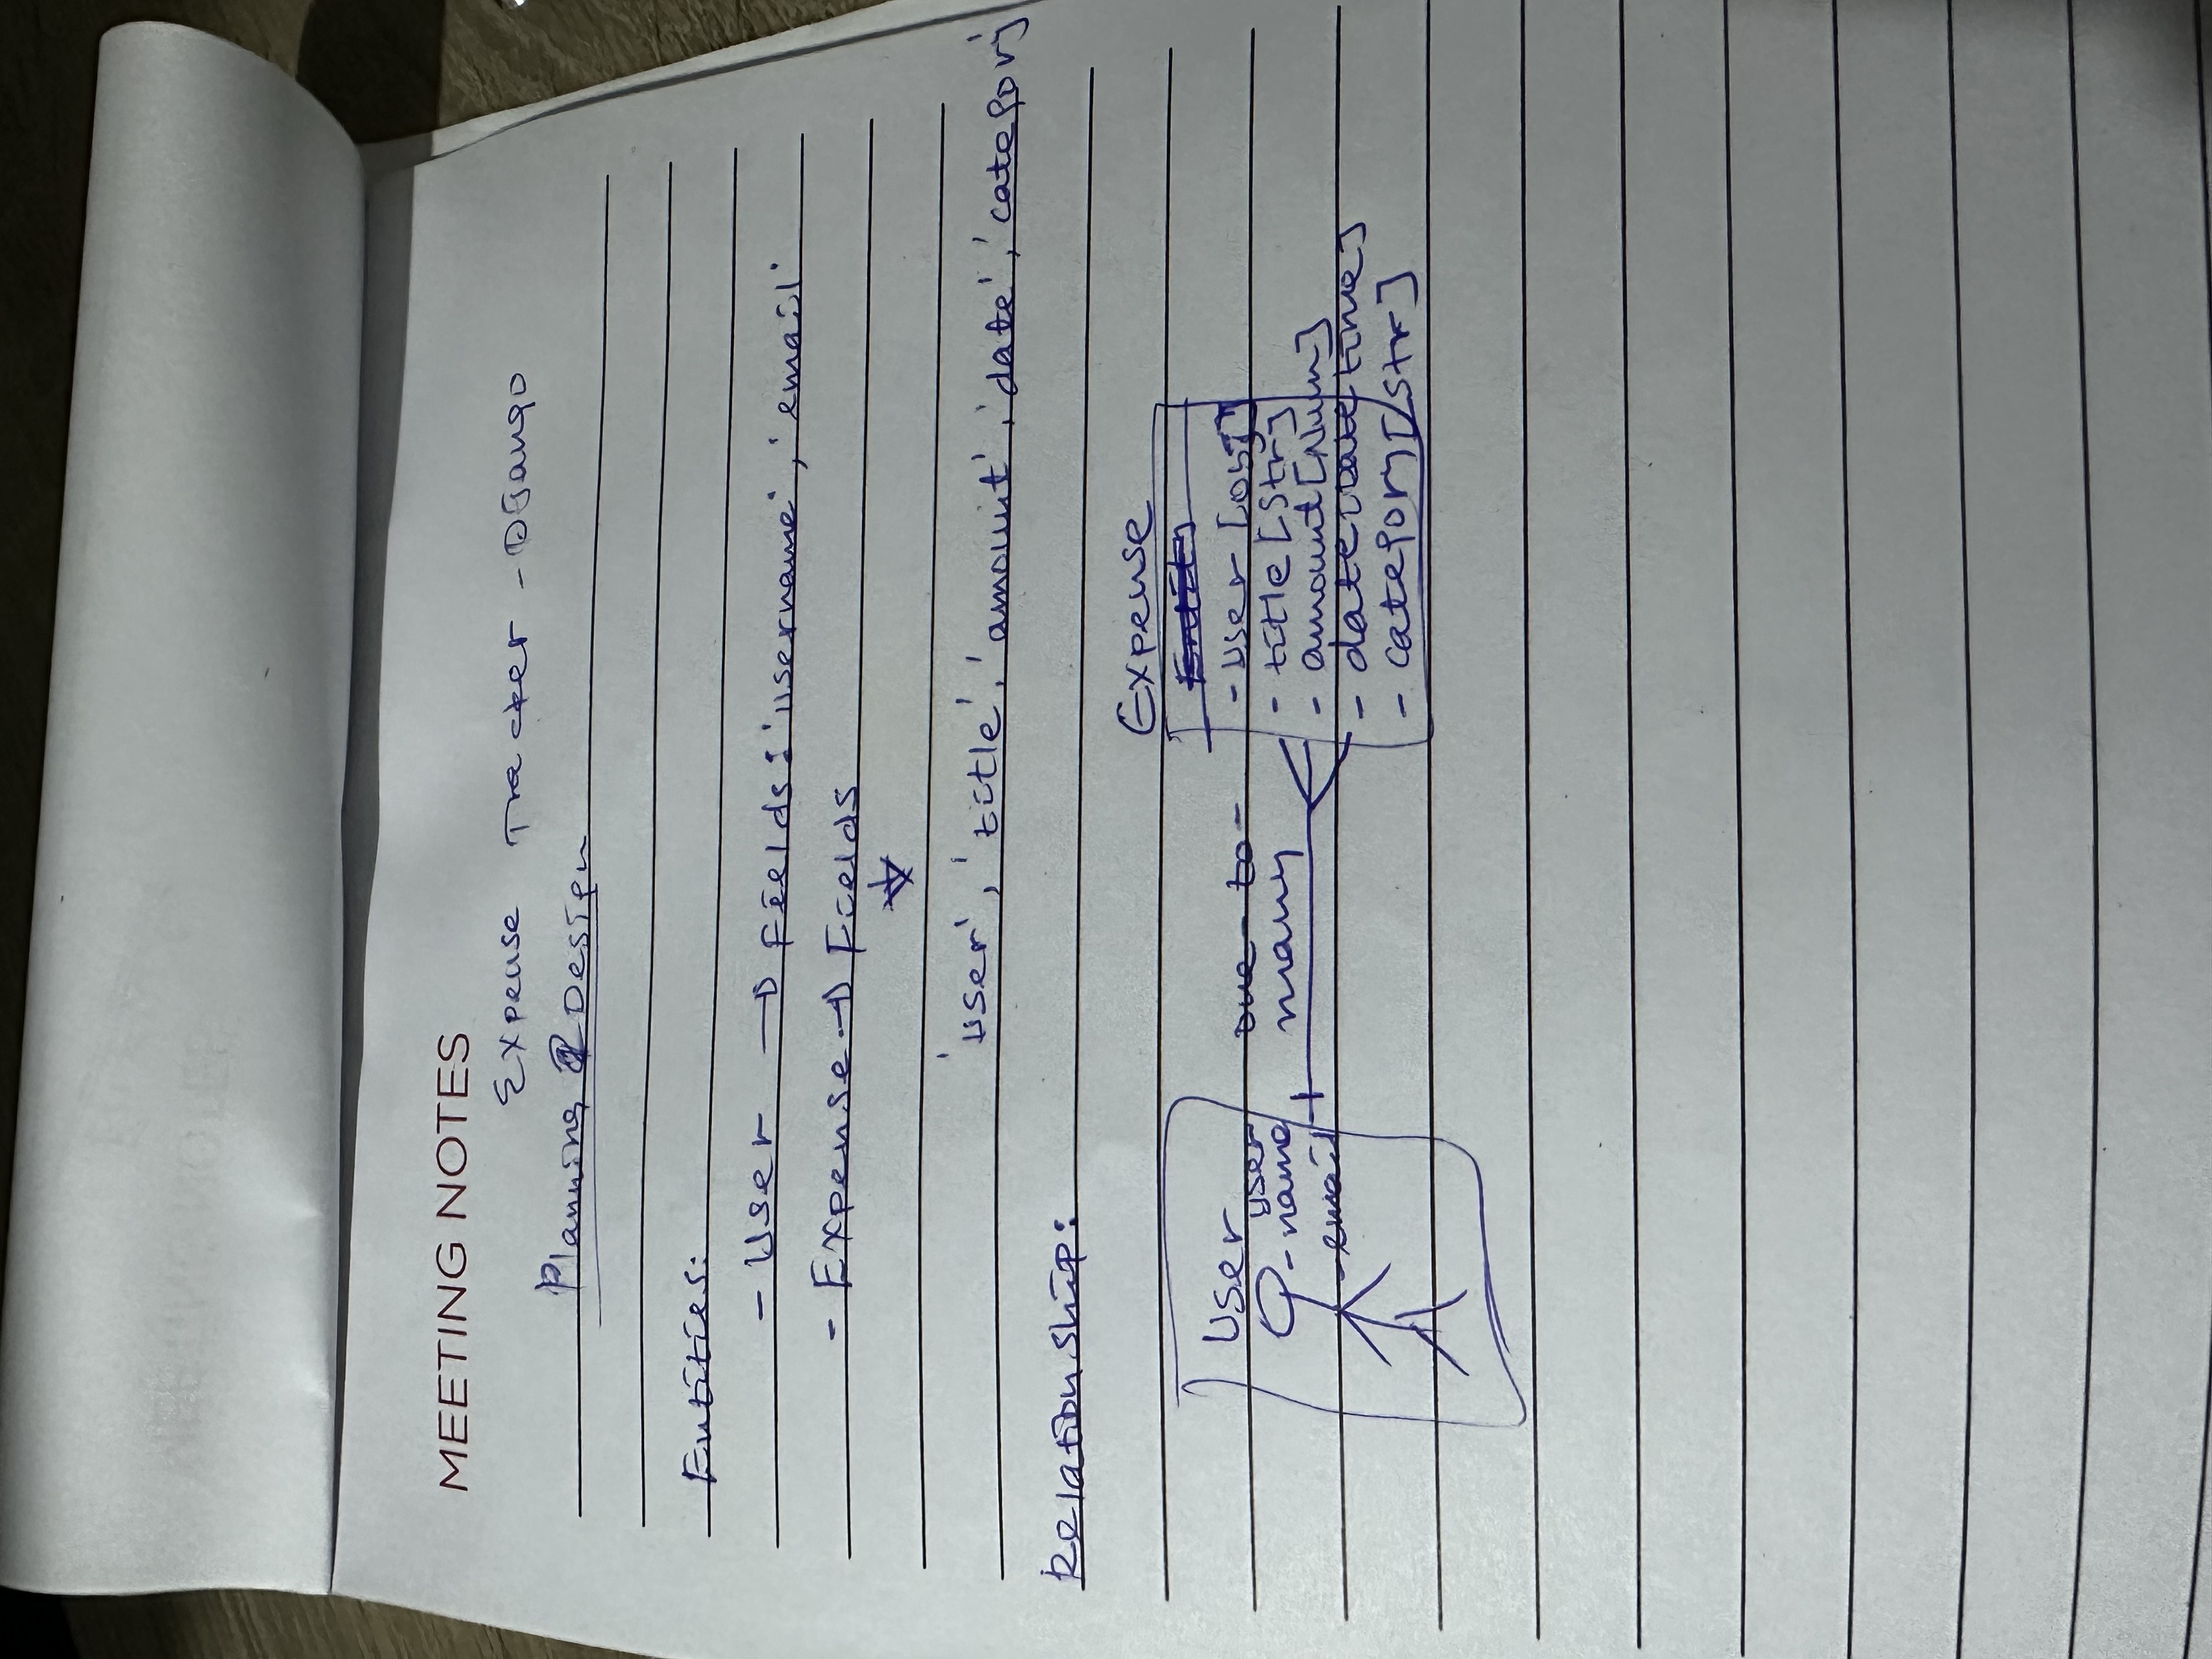 MEETING NOTES
Expense Tracker - Django
Planning & Design
Entities:
- User → Fields: 'username', 'email'
- Expense → Fields
'user', 'title', 'amount', 'date', 'category
Relationship:
Expense
Entity
User
user
- name
- email
one - to -
many
- user [obj]
- title [Str]
- amount [Num]
- date [Date time]
- category [Str]